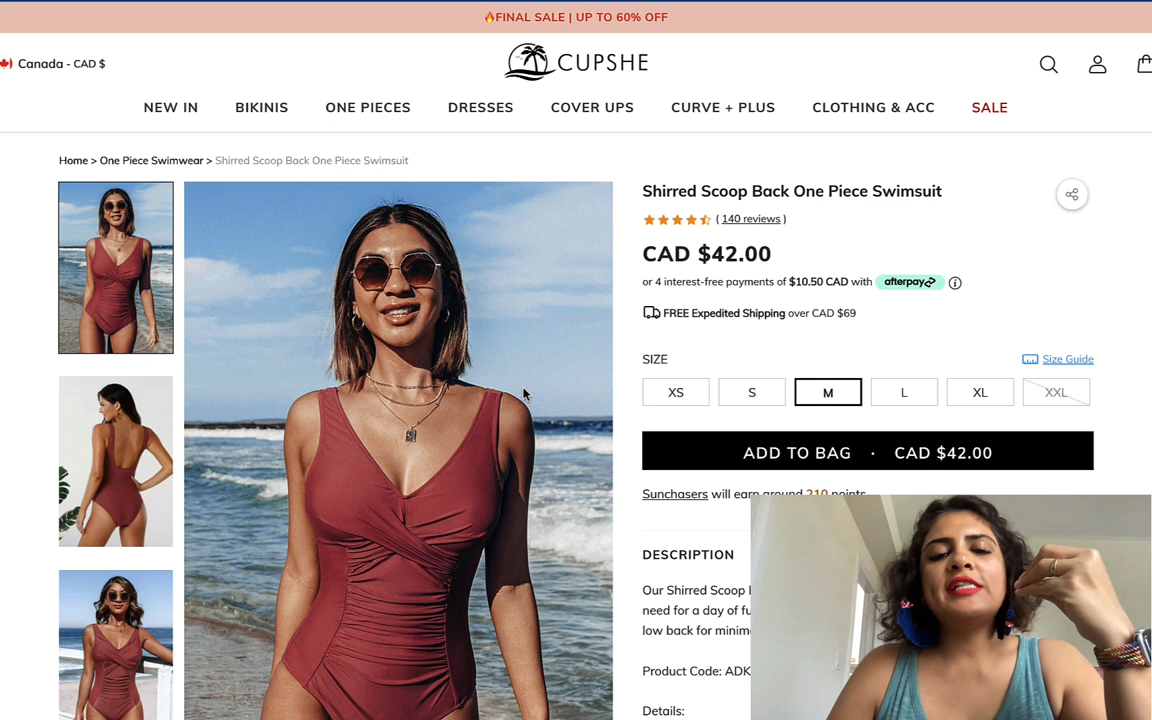 🔥FINAL SALE | UP TO 60% OFF
Canada - CAD $
CUPSHE
NEW IN BIKINIS ONE PIECES DRESSES COVER UPS CURVE + PLUS CLOTHING & ACC SALE
Home > One Piece Swimwear > Shirred Scoop Back One Piece Swimsuit
Shirred Scoop Back One Piece Swimsuit
( 140 reviews )
CAD $42.00
or 4 interest-free payments of $10.50 CAD with afterpay
FREE Expedited Shipping over CAD $69
SIZE Size Guide
XS S M L XL XXL
ADD TO BAG · CAD $42.00
Sunchasers will earn around 210 points
DESCRIPTION
Our Shirred Scoop
need for a day of
low back for
Product Code: ADK
Details: